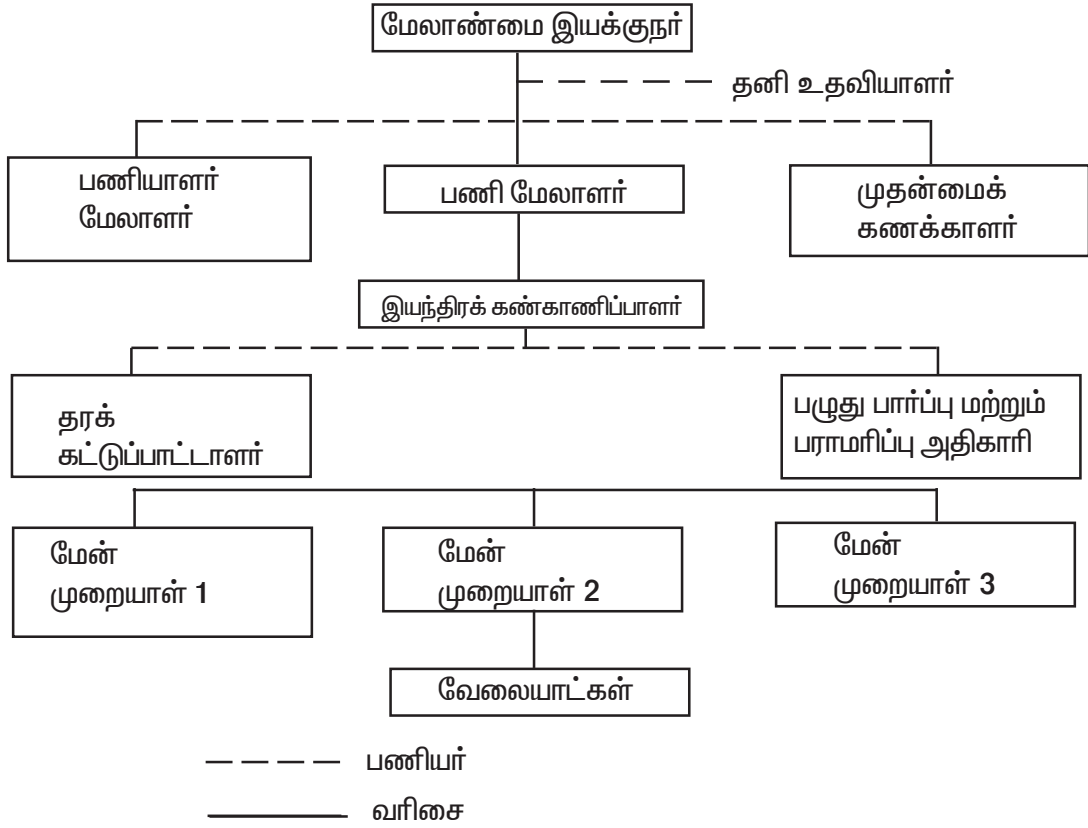 மேலாண்மை இயக்குநர்
தனி உதவியாளர்
பணியாளர்
மேலாளர்
பணி மேலாளர்
முதன்மைக்
கணக்காளர்
இயந்திரக் கண்காணிப்பாளர்
தரக்
கட்டுப்பாட்டாளர்
பழுது பார்ப்பு மற்றும்
பராமரிப்பு அதிகாரி
மேன்
முறையாள் 1
மேன்
முறையாள் 2
மேன்
முறையாள் 3
வேலையாட்கள்
பணியர்
வரிசை